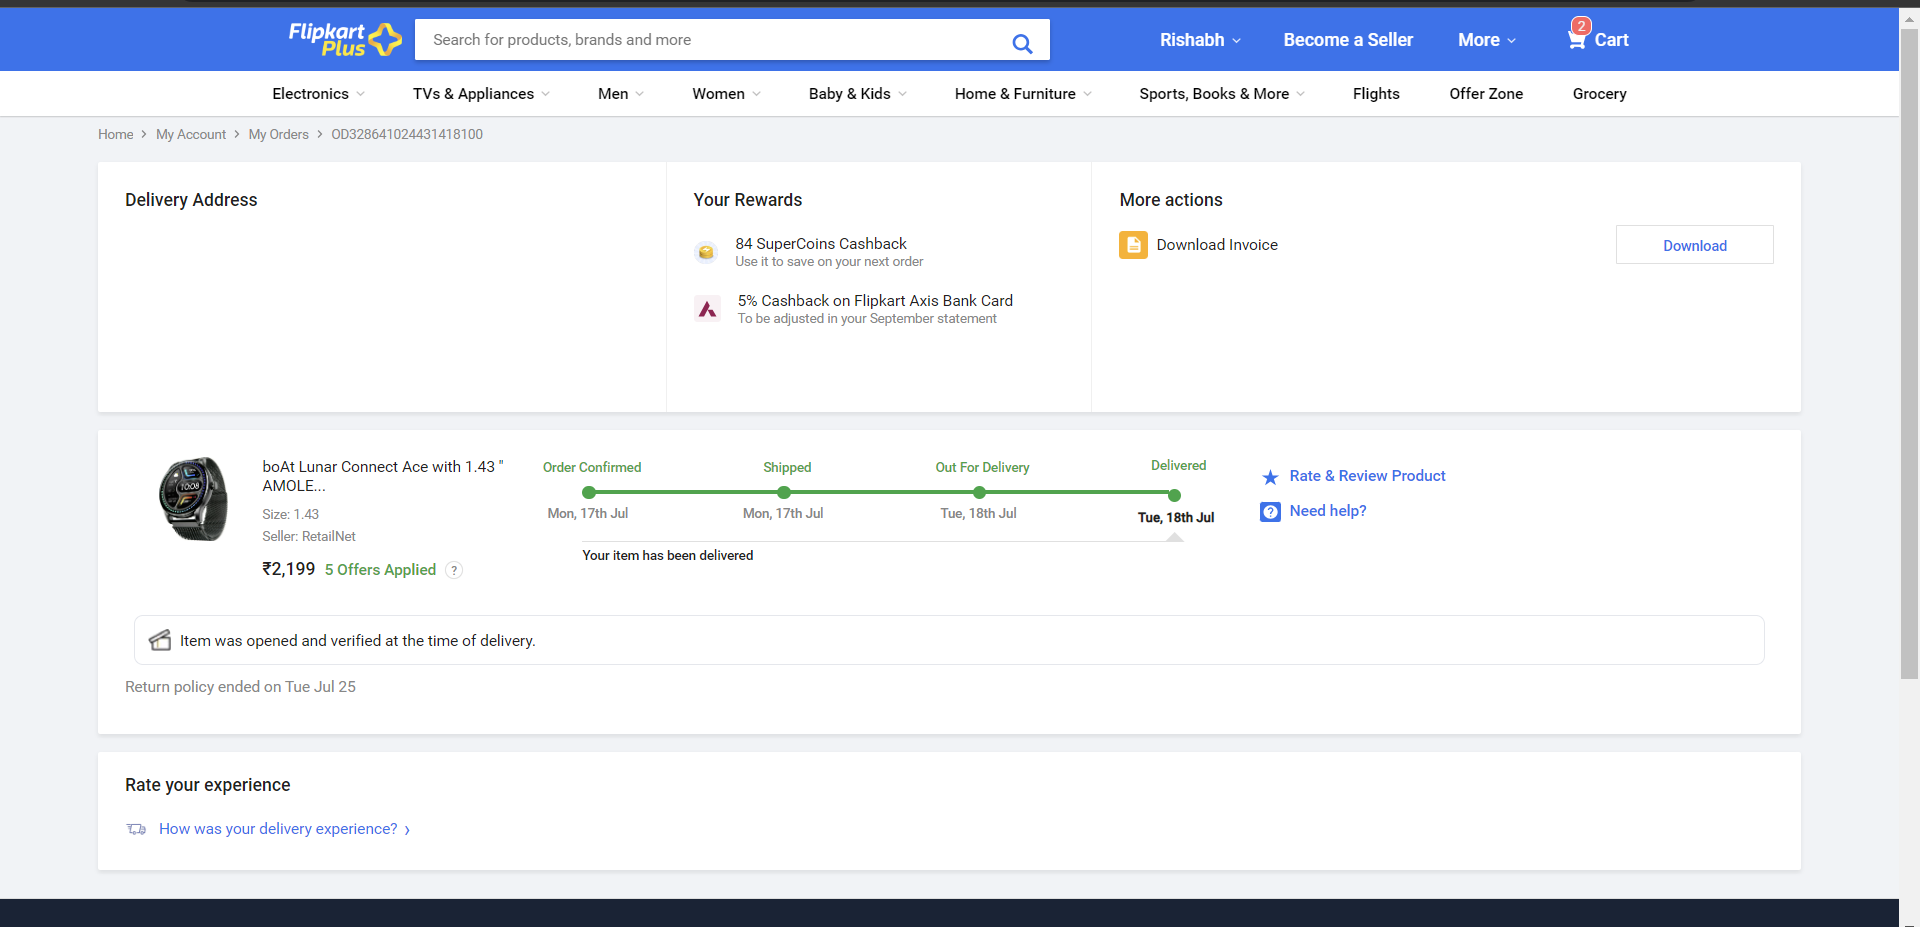 Flipkart
Plus
Search for products, brands and more
Rishabh
Become a Seller
More
2
Cart
Electronics
TVs & Appliances
Men
Women
Baby & Kids
Home & Furniture
Sports, Books & More
Flights
Offer Zone
Grocery
Home > My Account > My Orders > OD328641024431418100
Delivery Address
Your Rewards
84 SuperCoins Cashback
Use it to save on your next order
5% Cashback on Flipkart Axis Bank Card
To be adjusted in your September statement
More actions
Download Invoice
Download
10:08
boAt Lunar Connect Ace with 1.43 "
AMOLE...
Size: 1.43
Seller: RetailNet
₹2,199 5 Offers Applied ?
Order Confirmed
Mon, 17th Jul
Shipped
Mon, 17th Jul
Out For Delivery
Tue, 18th Jul
Delivered
Tue, 18th Jul
Your item has been delivered
Rate & Review Product
? Need help?
Item was opened and verified at the time of delivery.
Return policy ended on Tue Jul 25
Rate your experience
How was your delivery experience? ›